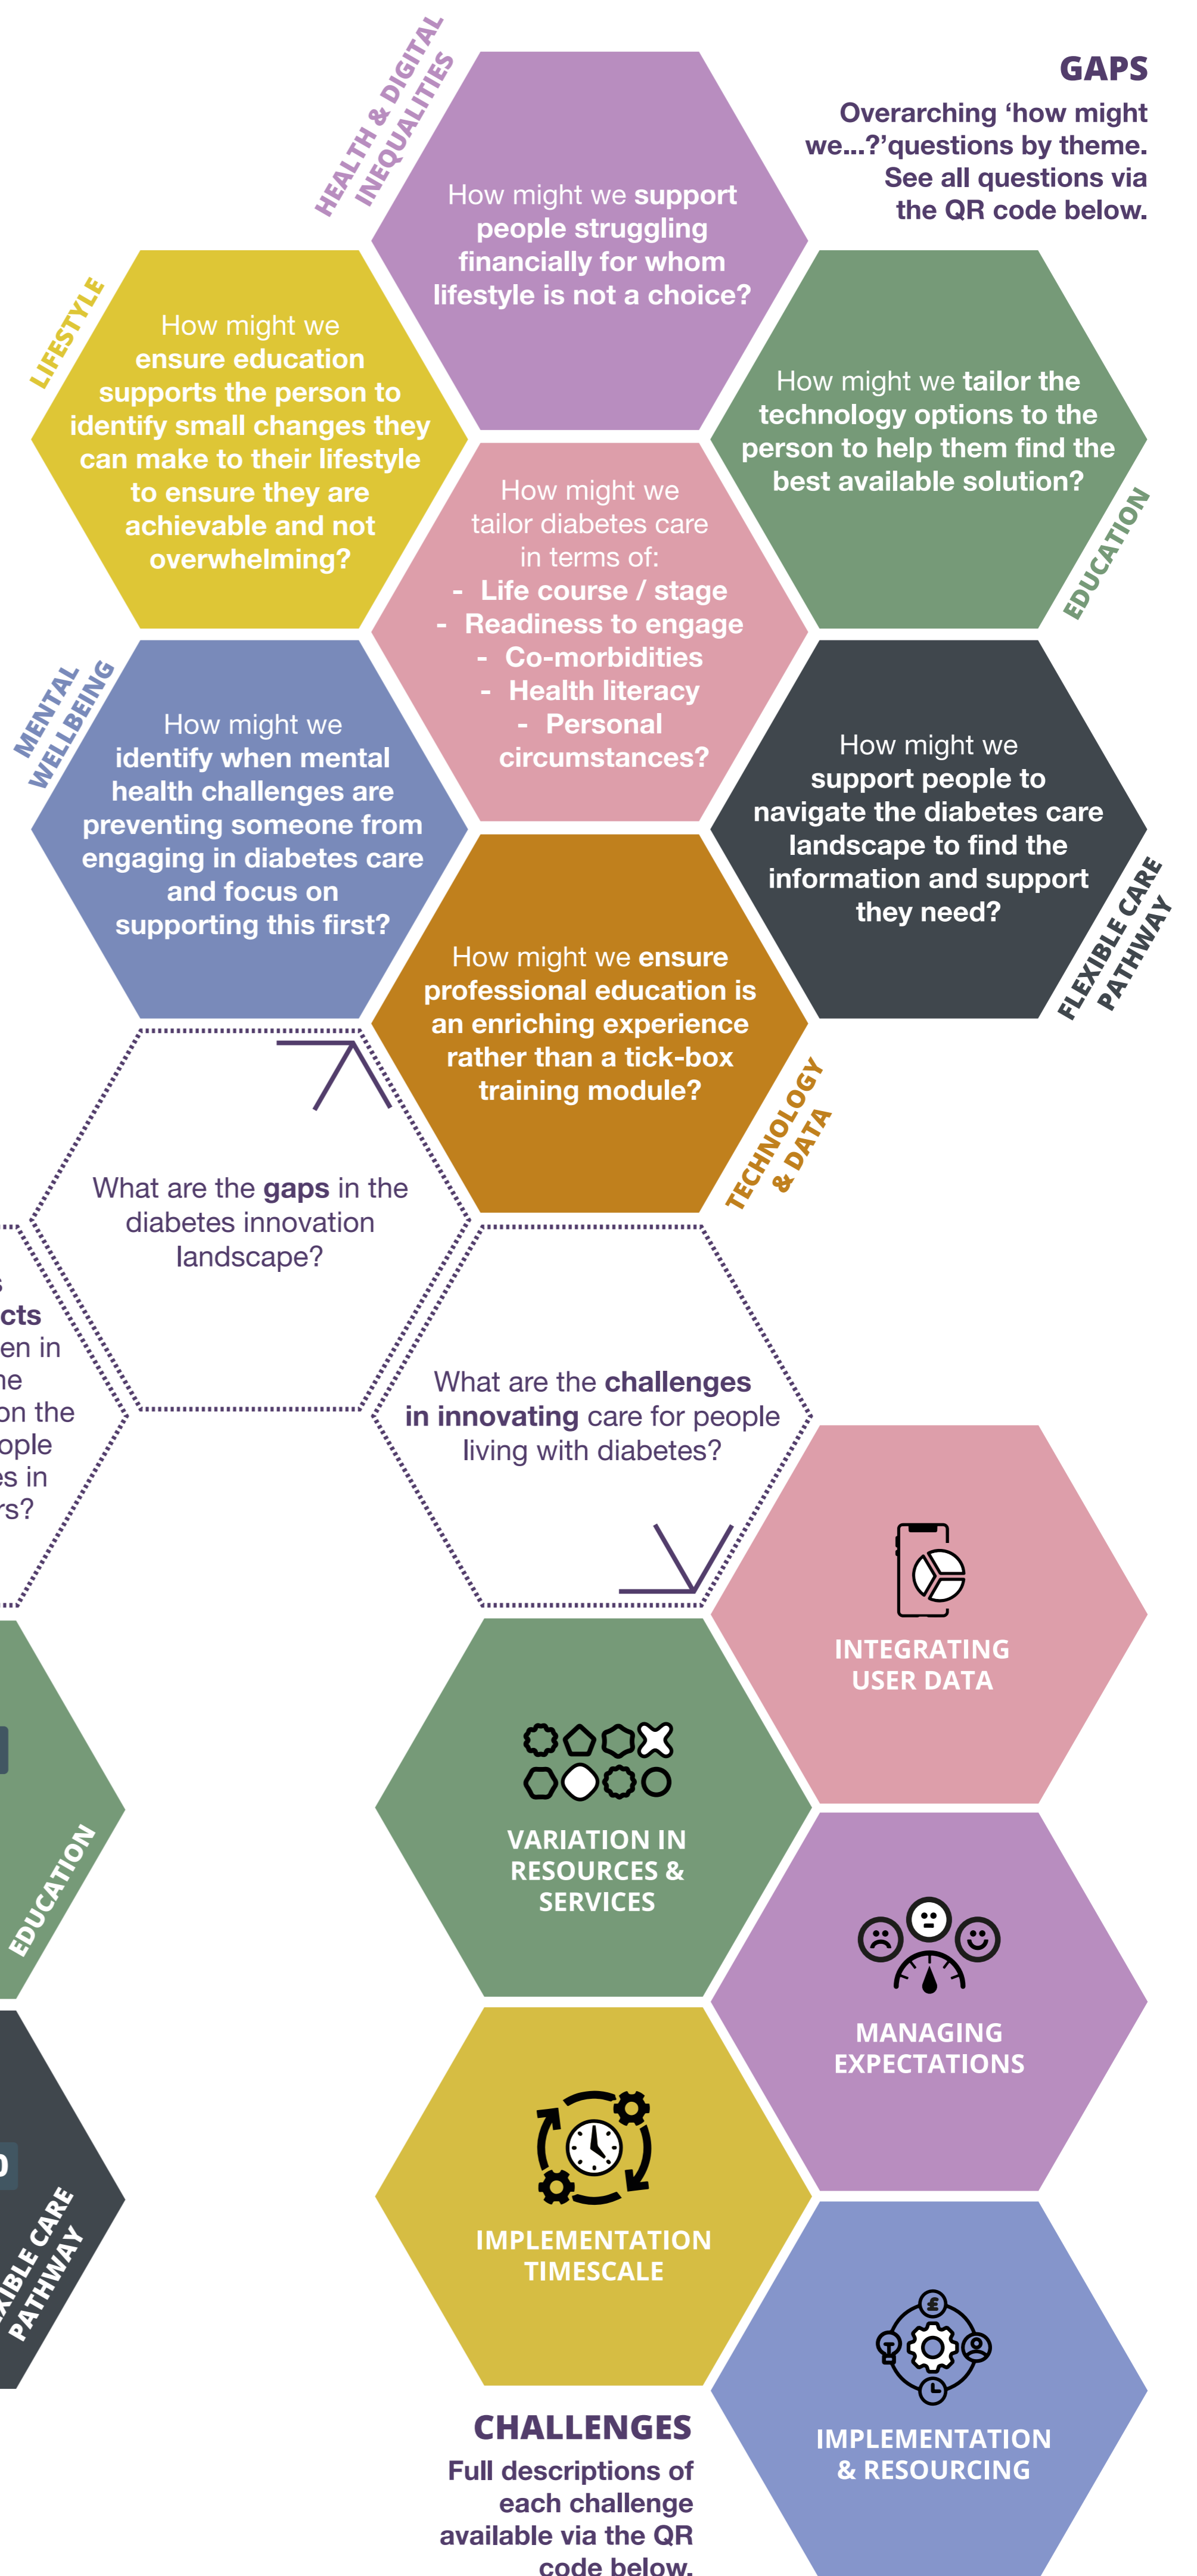 HEALTH & DIGITAL
INEQUALITIES
GAPS
Overarching ‘how might
we...?’questions by theme.
See all questions via
the QR code below.
How might we support
people struggling
financially for whom
lifestyle is not a choice?
LIFESTYLE
How might we
ensure education
supports the person to
identify small changes they
can make to their lifestyle
to ensure they are
achievable and not
overwhelming?
How might we tailor the
technology options to the
person to help them find the
best available solution?
EDUCATION
How might we
tailor diabetes care
in terms of:
- Life course / stage
- Readiness to engage
- Co-morbidities
- Health literacy
- Personal
circumstances?
MENTAL
WELLBEING
How might we
identify when mental
health challenges are
preventing someone from
engaging in diabetes care
and focus on
supporting this first?
How might we
support people to
navigate the diabetes care
landscape to find the
information and support
they need?
FLEXIBLE CARE
PATHWAY
How might we ensure
professional education is
an enriching experience
rather than a tick-box
training module?
TECHNOLOGY
& DATA
What are the gaps in the
diabetes innovation
landscape?
en in
on the
What are the challenges
in innovating care for people
living with diabetes?
INTEGRATING
USER DATA
VARIATION IN
RESOURCES &
SERVICES
EDUCATION
MANAGING
EXPECTATIONS
IMPLEMENTATION
TIMESCALE
CARE
PATHWAY
£
IMPLEMENTATION
& RESOURCING
CHALLENGES
Full descriptions of
each challenge
available via the QR
code below.